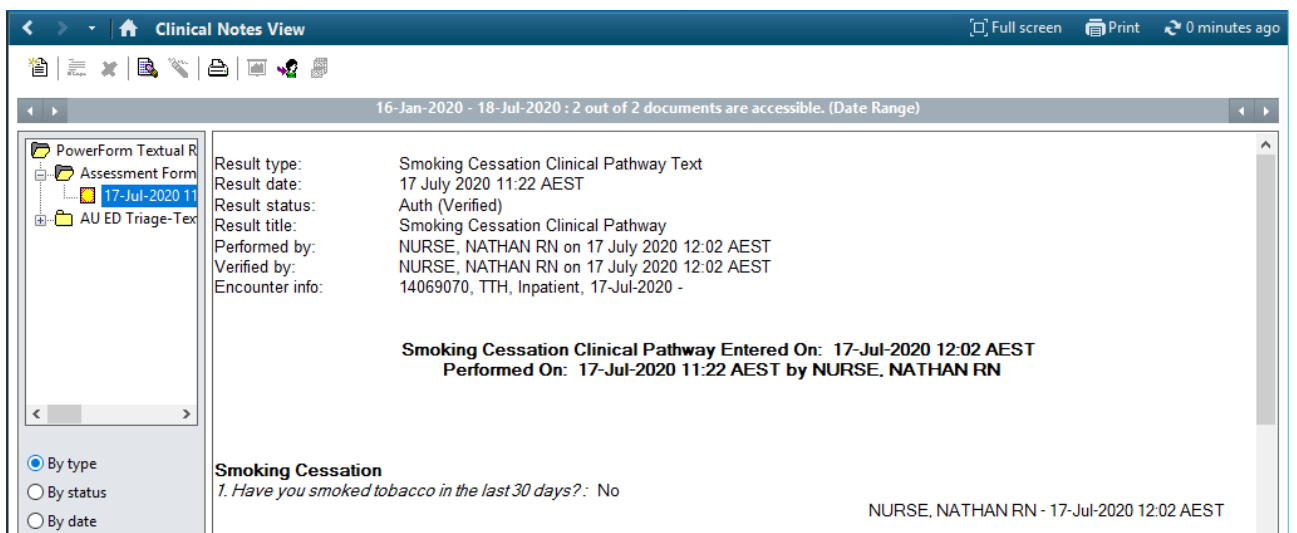 Clinical Notes View
Full screen Print 0 minutes ago
16-Jan-2020 - 18-Jul-2020 : 2 out of 2 documents are accessible. (Date Range)
PowerForm Textual R
Assessment Form
17-Jul-2020 11
AU ED Triage-Tex
By type
By status
By date
Result type: Smoking Cessation Clinical Pathway Text
Result date: 17 July 2020 11:22 AEST
Result status: Auth (Verified)
Result title: Smoking Cessation Clinical Pathway
Performed by: NURSE, NATHAN RN on 17 July 2020 12:02 AEST
Verified by: NURSE, NATHAN RN on 17 July 2020 12:02 AEST
Encounter info: 14069070, TTH, Inpatient, 17-Jul-2020 -
Smoking Cessation Clinical Pathway Entered On: 17-Jul-2020 12:02 AEST
Performed On: 17-Jul-2020 11:22 AEST by NURSE, NATHAN RN
Smoking Cessation
1. Have you smoked tobacco in the last 30 days? : No
NURSE, NATHAN RN - 17-Jul-2020 12:02 AEST